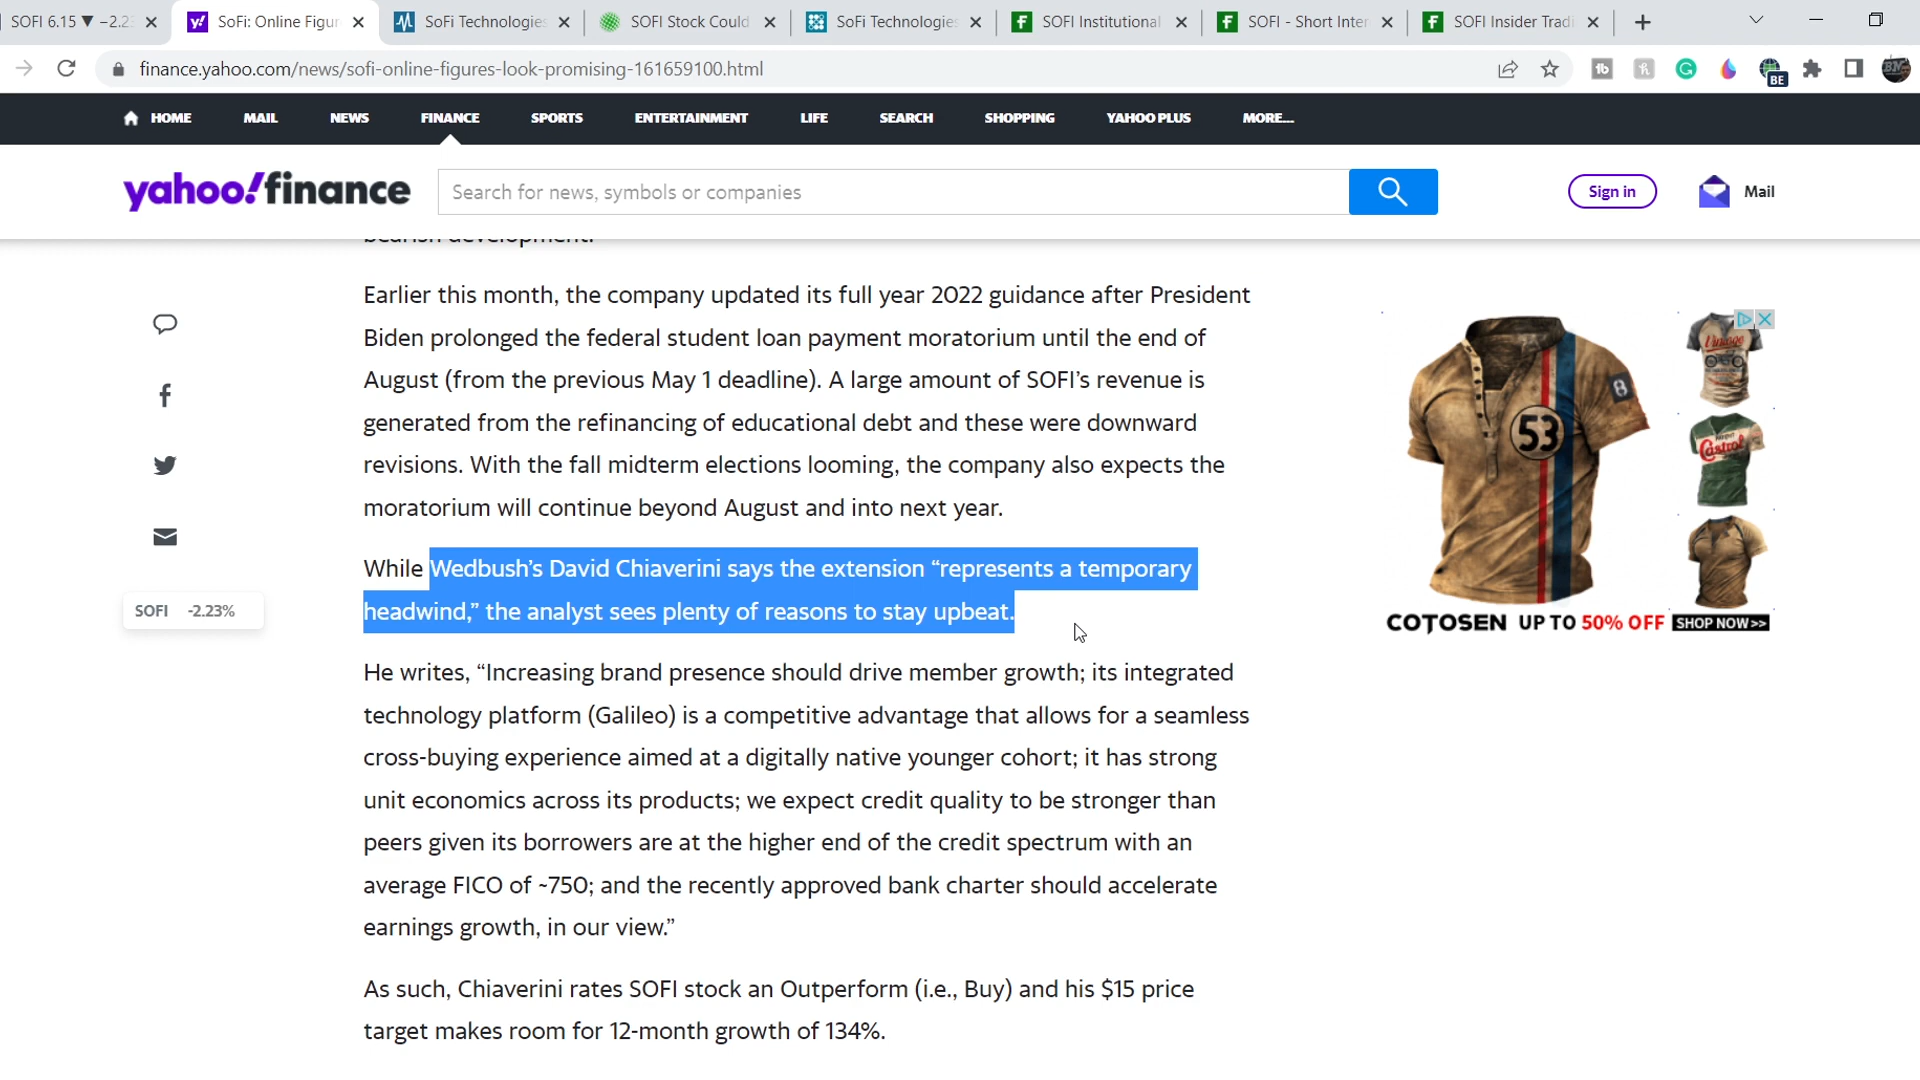 SOFI 6.15 ▼ −2.2
SoFi: Online Figur
SoFi Technologies
SOFI Stock Could
SoFi Technologies
SOFI Institutional
SOFI - Short Inter
SOFI Insider Tradi
finance.yahoo.com/news/sofi-online-figures-look-promising-161659100.html
BE
HOME MAIL NEWS FINANCE SPORTS ENTERTAINMENT LIFE SEARCH SHOPPING YAHOO PLUS MORE...
yahoo!finance
Search for news, symbols or companies
Sign in
Mail
bearish development.
Earlier this month, the company updated its full year 2022 guidance after President
Biden prolonged the federal student loan payment moratorium until the end of
August (from the previous May 1 deadline). A large amount of SOFI’s revenue is
generated from the refinancing of educational debt and these were downward
revisions. With the fall midterm elections looming, the company also expects the
moratorium will continue beyond August and into next year.
While Wedbush’s David Chiaverini says the extension “represents a temporary
headwind,” the analyst sees plenty of reasons to stay upbeat.
He writes, “Increasing brand presence should drive member growth; its integrated
technology platform (Galileo) is a competitive advantage that allows for a seamless
cross-buying experience aimed at a digitally native younger cohort; it has strong
unit economics across its products; we expect credit quality to be stronger than
peers given its borrowers are at the higher end of the credit spectrum with an
average FICO of ~750; and the recently approved bank charter should accelerate
earnings growth, in our view.”
As such, Chiaverini rates SOFI stock an Outperform (i.e., Buy) and his $15 price
target makes room for 12-month growth of 134%.
SOFI -2.23%
8
53
Vintage
Castrol
COTOSEN UP TO 50% OFF SHOP NOW>>